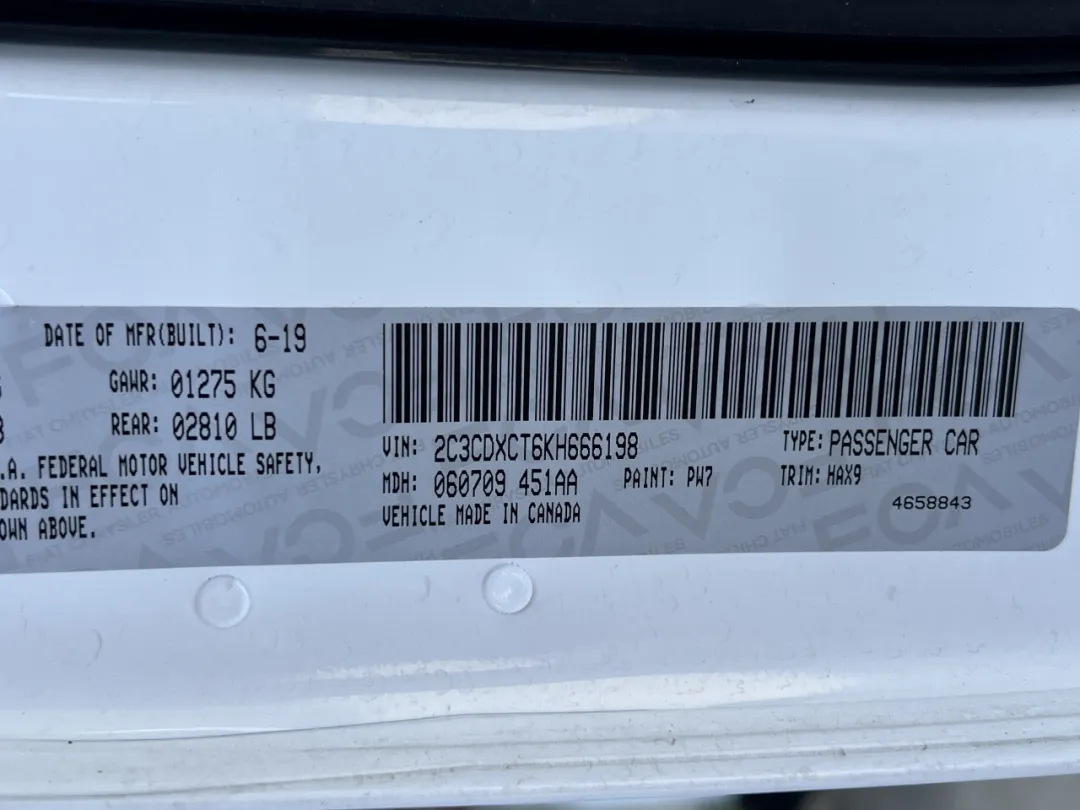 DATE OF MFR(BUILT): 6-19
GAWR: 01275 KG
REAR: 02810 LB
.A. FEDERAL MOTOR VEHICLE SAFETY,
DARDS IN EFFECT ON
OWN ABOVE.
VIN: 2C3CDXCT6KH666198 TYPE: PASSENGER CAR
MDH: 060709 451AA PAINT: PW7 TRIM: HAX9
VEHICLE MADE IN CANADA 4658843